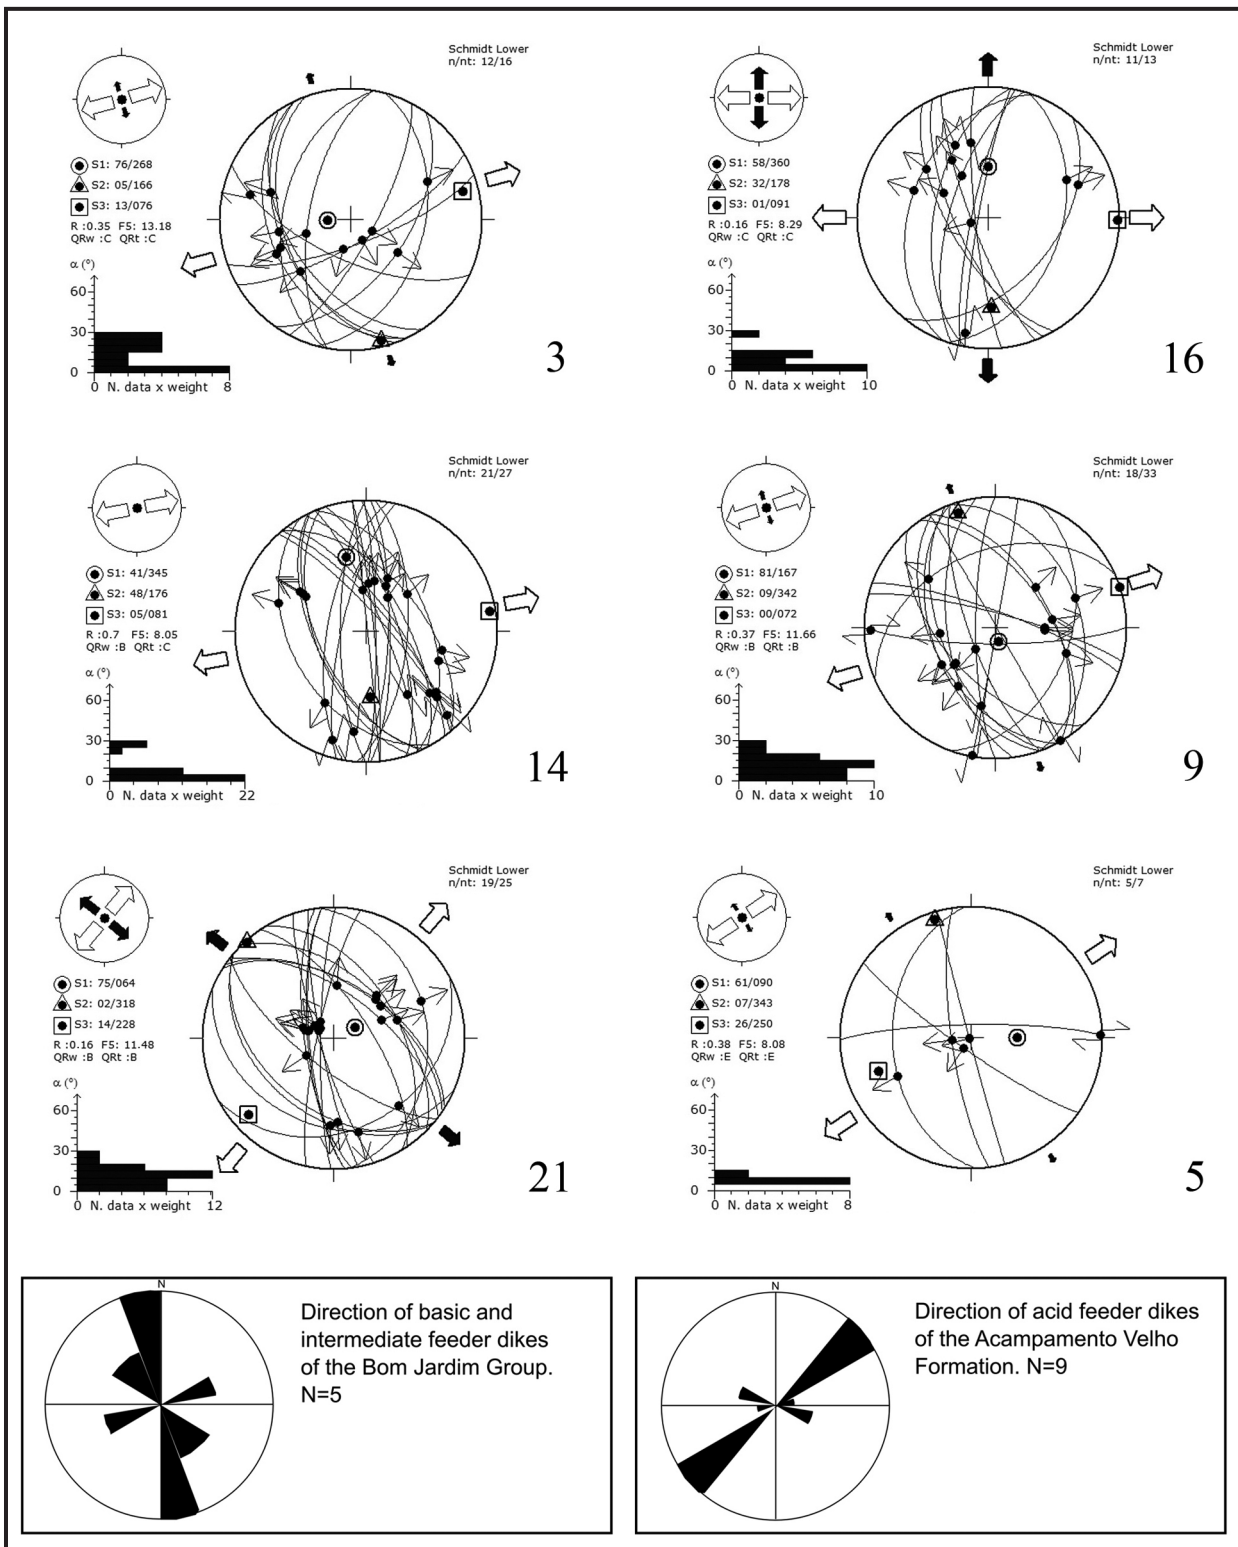 Schmidt Lower
n/nt: 12/16
S1: 76/268
S2: 05/166
S3: 13/076
R :0.35 F5: 13.18
QRw :C QRt :C
α (°)
60
30
0
0 N. data x weight 8
3
Schmidt Lower
n/nt: 11/13
S1: 58/360
S2: 32/178
S3: 01/091
R :0.16 F5: 8.29
QRw :C QRt :C
α (°)
60
30
0
0 N. data x weight 10
16
Schmidt Lower
n/nt: 21/27
S1: 41/345
S2: 48/176
S3: 05/081
R :0.7 F5: 8.05
QRw :B QRt :C
α (°)
60
30
0
0 N. data x weight 22
14
Schmidt Lower
n/nt: 18/33
S1: 81/167
S2: 09/342
S3: 00/072
R :0.37 F5: 11.66
QRw :B QRt :B
α (°)
60
30
0
0 N. data x weight 10
9
Schmidt Lower
n/nt: 19/25
S1: 75/064
S2: 02/318
S3: 14/228
R :0.16 F5: 11.48
QRw :B QRt :B
α (°)
60
30
0
0 N. data x weight 12
21
Schmidt Lower
n/nt: 5/7
S1: 61/090
S2: 07/343
S3: 26/250
R :0.38 F5: 8.08
QRw :E QRt :E
α (°)
60
30
0
0 N. data x weight 8
5
N
Direction of basic and
intermediate feeder dikes
of the Bom Jardim Group.
N=5
N
Direction of acid feeder dikes
of the Acampamento Velho
Formation. N=9